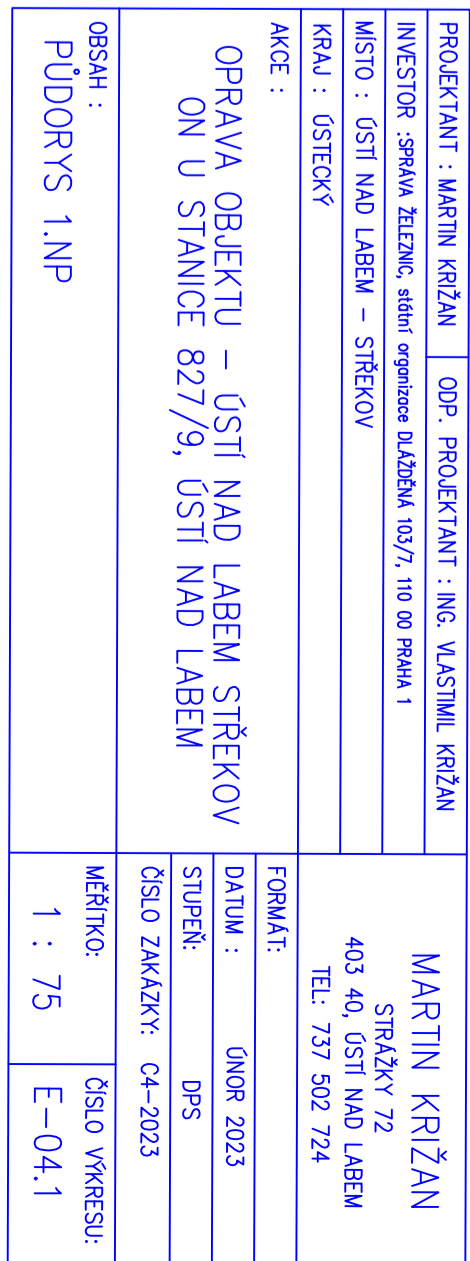 PROJEKTANT : MARTIN KRIŽAN
ODP. PROJEKTANT : ING. VLASTIMIL KRIŽAN
INVESTOR :SPRÁVA ŽELEZNIC, státní organizace DLÁŽDĚNÁ 103/7, 110 00 PRAHA 1
MÍSTO : ÚSTÍ NAD LABEM – STŘEKOV
KRAJ : ÚSTECKÝ
MARTIN KRIŽAN
STRÁŽKY 72
403 40, ÚSTÍ NAD LABEM
TEL: 737 502 724
AKCE :
OPRAVA OBJEKTU – ÚSTÍ NAD LABEM STŘEKOV
ON U STANICE 827/9, ÚSTÍ NAD LABEM
FORMÁT:
DATUM : ÚNOR 2023
STUPEŇ: DPS
ČÍSLO ZAKÁZKY: C4–2023
OBSAH :
PŮDORYS 1.NP
MĚŘÍTKO:
1 : 75
ČÍSLO VÝKRESU:
E–04.1